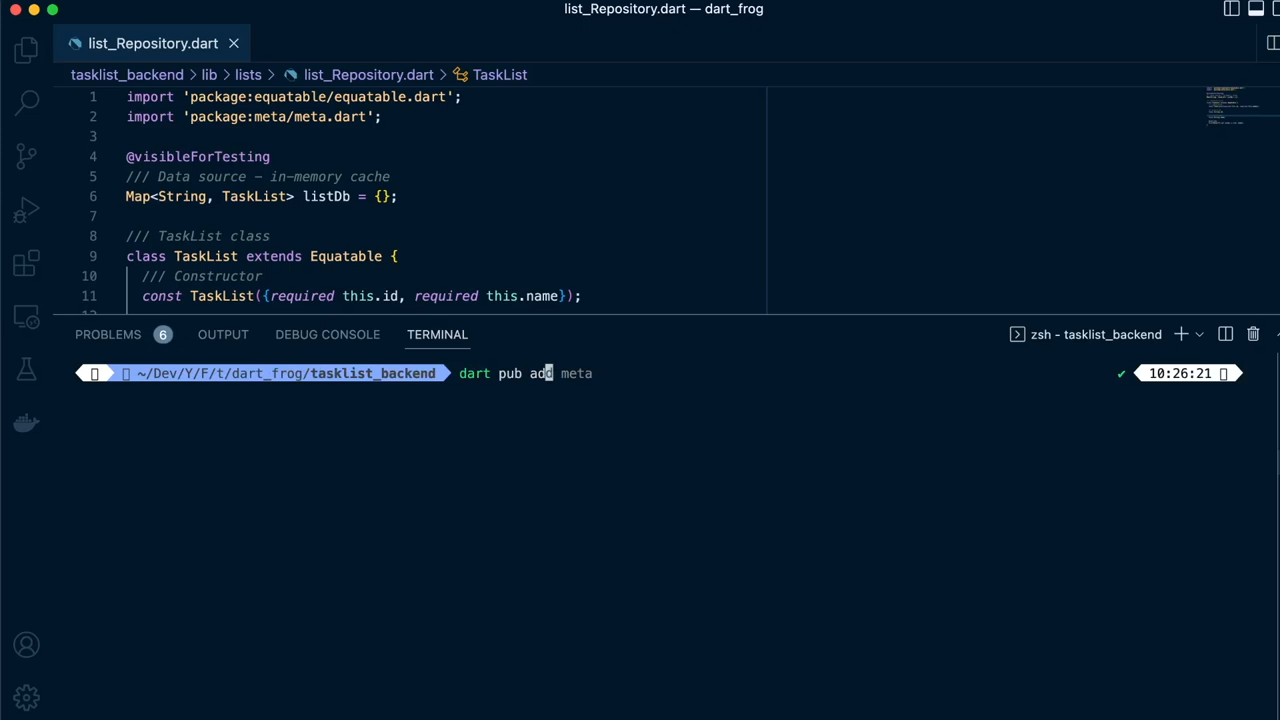 list_Repository.dart — dart_frog
list_Repository.dart
tasklist_backend > lib > lists > list_Repository.dart > TaskList
1 import 'package:equatable/equatable.dart';
2 import 'package:meta/meta.dart';
3
4 @visibleForTesting
5 /// Data source – in-memory cache
6 Map<String, TaskList> listDb = {};
7
8 /// TaskList class
9 class TaskList extends Equatable {
10 /// Constructor
11 const TaskList({required this.id, required this.name});
PROBLEMS 6 OUTPUT DEBUG CONSOLE TERMINAL zsh - tasklist_backend
~/Dev/Y/F/t/dart_frog/tasklist_backend dart pub add meta ✔ 10:26:21